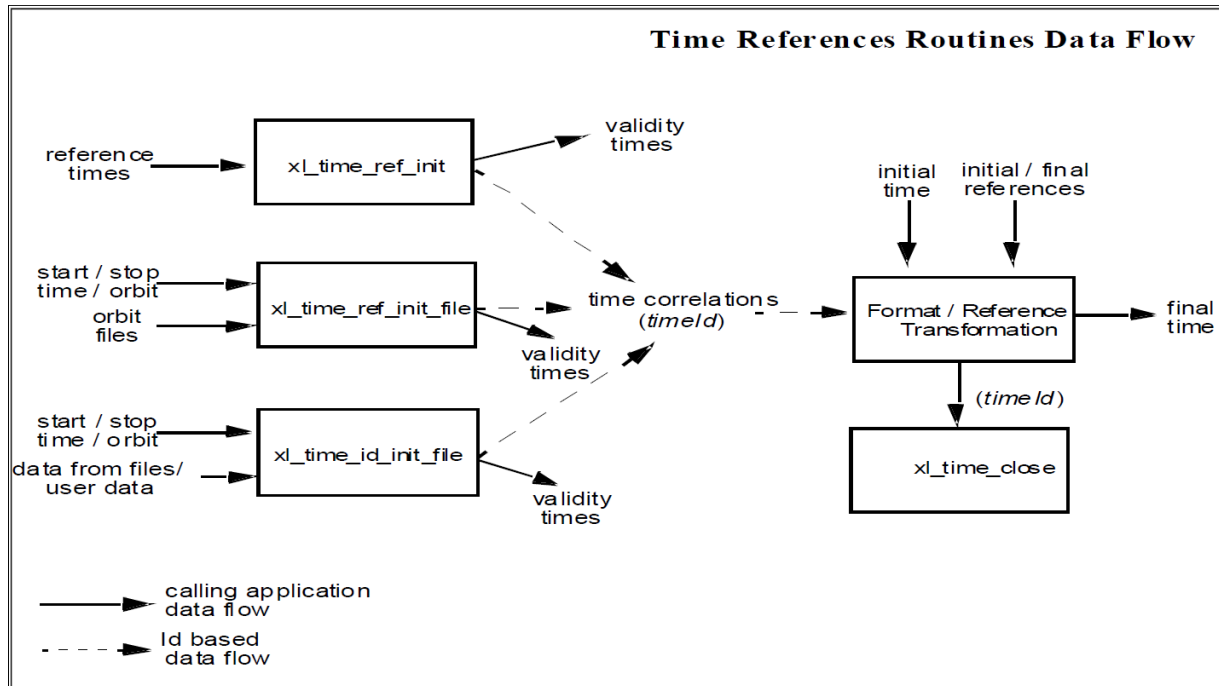 Time References Routines Data Flow
reference
times
xl_time_ref_init
validity
times
initial
time
initial / final
references
start / stop
time / orbit
orbit
files
xl_time_ref_init_file
validity
times
time correlations
(timeId)
Format / Reference
Transformation
final
time
start / stop
time / orbit
data from files/
user data
xl_time_id_init_file
validity
times
(timeId)
xl_time_close
calling application
data flow
Id based
data flow